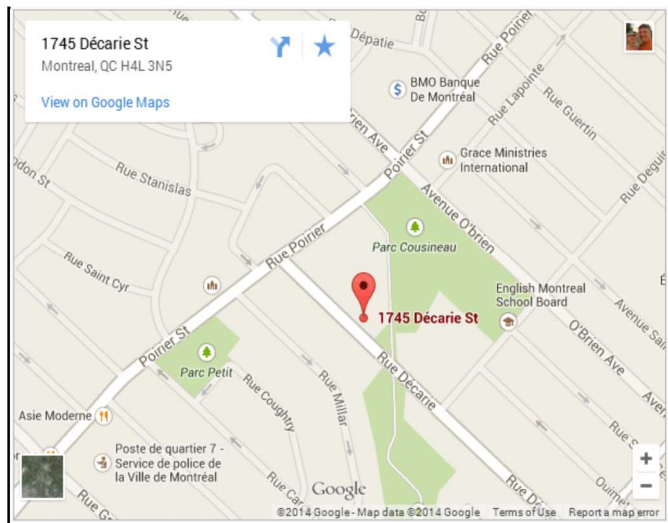 1745 Décarie St
Montreal, QC H4L 3N5
View on Google Maps
Dépatie
Rue Poirier
BMO Banque
De Montréal
Rue Lapointe
Rue Guertin
Poirier St
Grace Ministries
International
Rue Stanislas
Avenue O'brien
Rue Poirier
Parc Cousineau
Rue Saint Cyr
English Montreal
School Board
1745 Décarie St
O'Brien Ave
Poirier St
Parc Petit
Rue Décarie
Rue Coughtry
Rue Millar
Asie Moderne
Poste de quartier 7 -
Service de police de
la Ville de Montréal
Google
+
−
©2014 Google - Map data ©2014 Google Terms of Use Report a map error